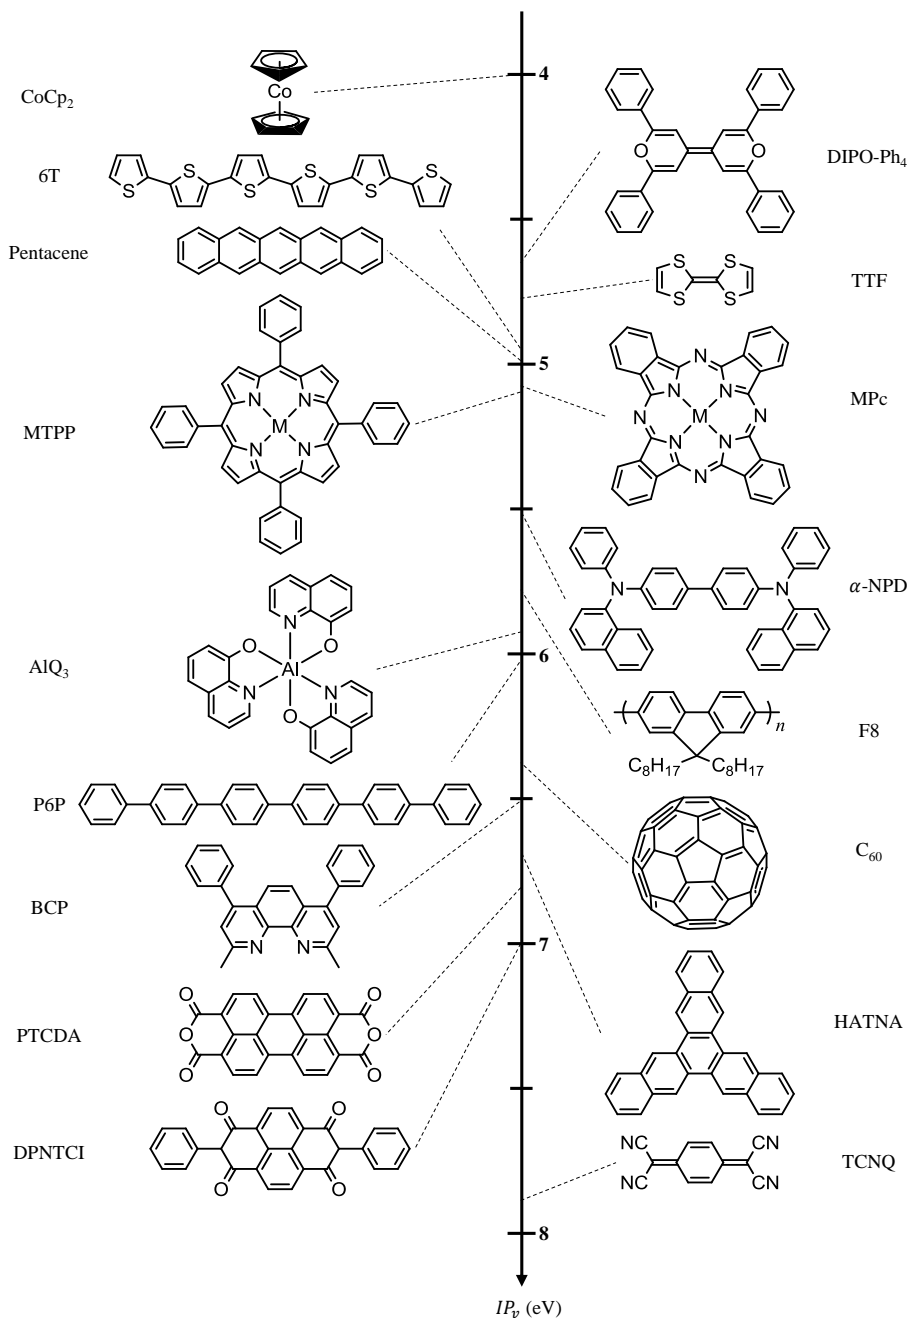 4
CoCp₂
Co
O
O
DIPO-Ph₄
6T
S
S
S
S
S
S
Pentacene
S
S
S
S
TTF
5
MTPP
N
N
M
N
N
N
N
N
N
M
N
N
N
N
MPc
N
N
α-NPD
AlQ₃
N
O
O
Al
N
N
O
6
( )n
C₈H₁₇ C₈H₁₇
F8
P6P
C₆₀
BCP
N
N
7
PTCDA
O
O
O
O
O
O
HATNA
DPNTCI
O
O
O
O
NC
CN
NC
CN
TCNQ
8
IPᵥ (eV)